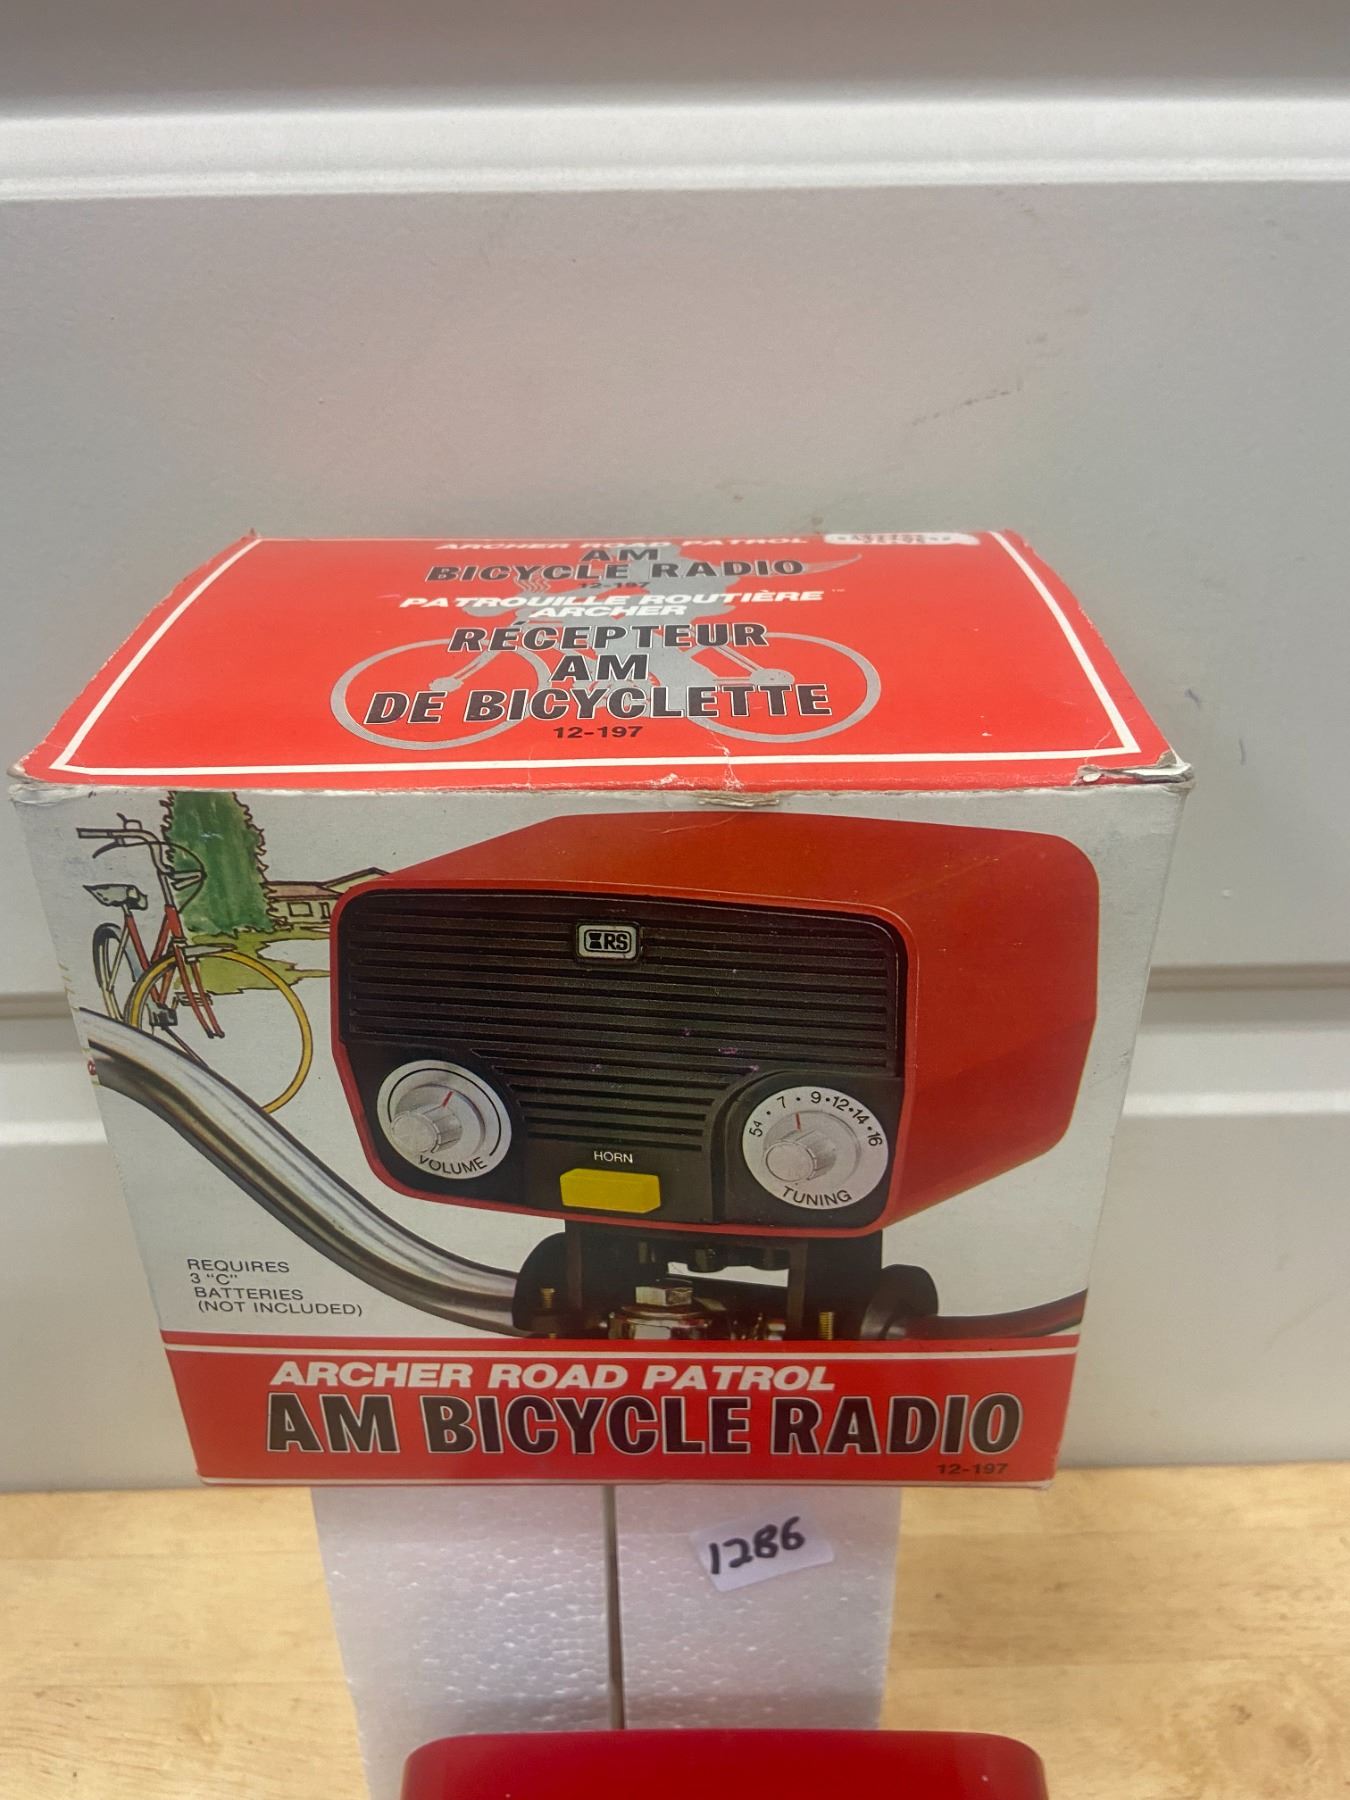 ARCHER ROAD PATROL
AM
BICYCLE RADIO
12-197
PATROUILLE ROUTIÈRE™
ARCHER
RÉCEPTEUR
AM
DE BICYCLETTE
12-197
RS
VOLUME
HORN
54 • 7 • 9•12•14•16
TUNING
REQUIRES
3 "C"
BATTERIES
(NOT INCLUDED)
ARCHER ROAD PATROL
AM BICYCLE RADIO
12-197
1286